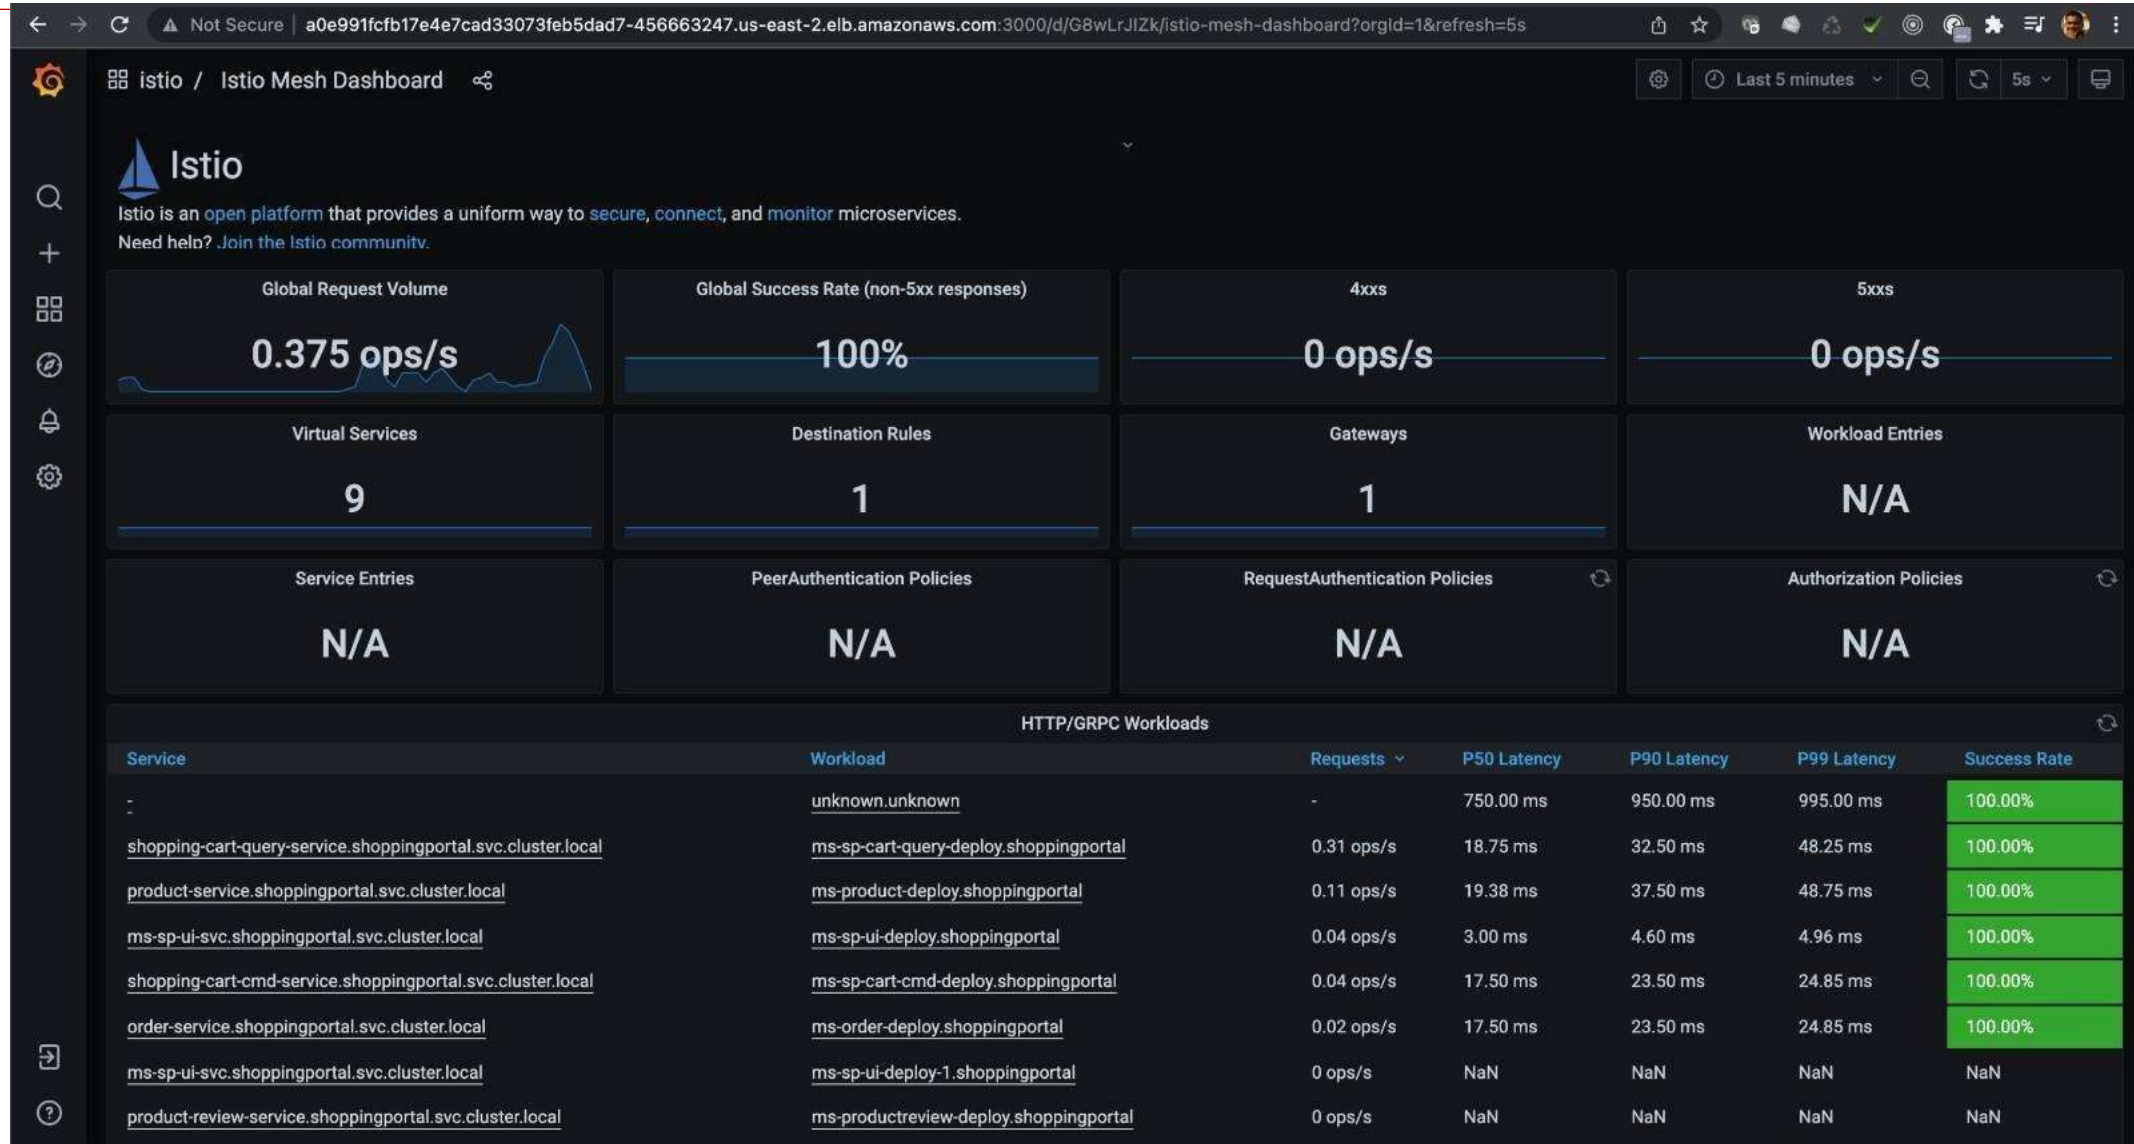 Not Secure | a0e991fcfb17e4e7cad33073feb5dad7-456663247.us-east-2.elb.amazonaws.com:3000/d/G8wLrJIZk/istio-mesh-dashboard?orgId=1&refresh=5s
istio / Istio Mesh Dashboard Last 5 minutes 5s
Istio
Istio is an open platform that provides a uniform way to secure, connect, and monitor microservices.
Need help? Join the Istio community.
Global Request Volume Global Success Rate (non-5xx responses) 4xxs 5xxs
0.375 ops/s 100% 0 ops/s 0 ops/s
Virtual Services Destination Rules Gateways Workload Entries
9 1 1 N/A
Service Entries PeerAuthentication Policies RequestAuthentication Policies Authorization Policies
N/A N/A N/A N/A
HTTP/GRPC Workloads
Service Workload Requests P50 Latency P90 Latency P99 Latency Success Rate
- unknown.unknown - 750.00 ms 950.00 ms 995.00 ms 100.00%
shopping-cart-query-service.shoppingportal.svc.cluster.local ms-sp-cart-query-deploy.shoppingportal 0.31 ops/s 18.75 ms 32.50 ms 48.25 ms 100.00%
product-service.shoppingportal.svc.cluster.local ms-product-deploy.shoppingportal 0.11 ops/s 19.38 ms 37.50 ms 48.75 ms 100.00%
ms-sp-ui-svc.shoppingportal.svc.cluster.local ms-sp-ui-deploy.shoppingportal 0.04 ops/s 3.00 ms 4.60 ms 4.96 ms 100.00%
shopping-cart-cmd-service.shoppingportal.svc.cluster.local ms-sp-cart-cmd-deploy.shoppingportal 0.04 ops/s 17.50 ms 23.50 ms 24.85 ms 100.00%
order-service.shoppingportal.svc.cluster.local ms-order-deploy.shoppingportal 0.02 ops/s 17.50 ms 23.50 ms 24.85 ms 100.00%
ms-sp-ui-svc.shoppingportal.svc.cluster.local ms-sp-ui-deploy-1.shoppingportal 0 ops/s NaN NaN NaN NaN
product-review-service.shoppingportal.svc.cluster.local ms-productreview-deploy.shoppingportal 0 ops/s NaN NaN NaN NaN